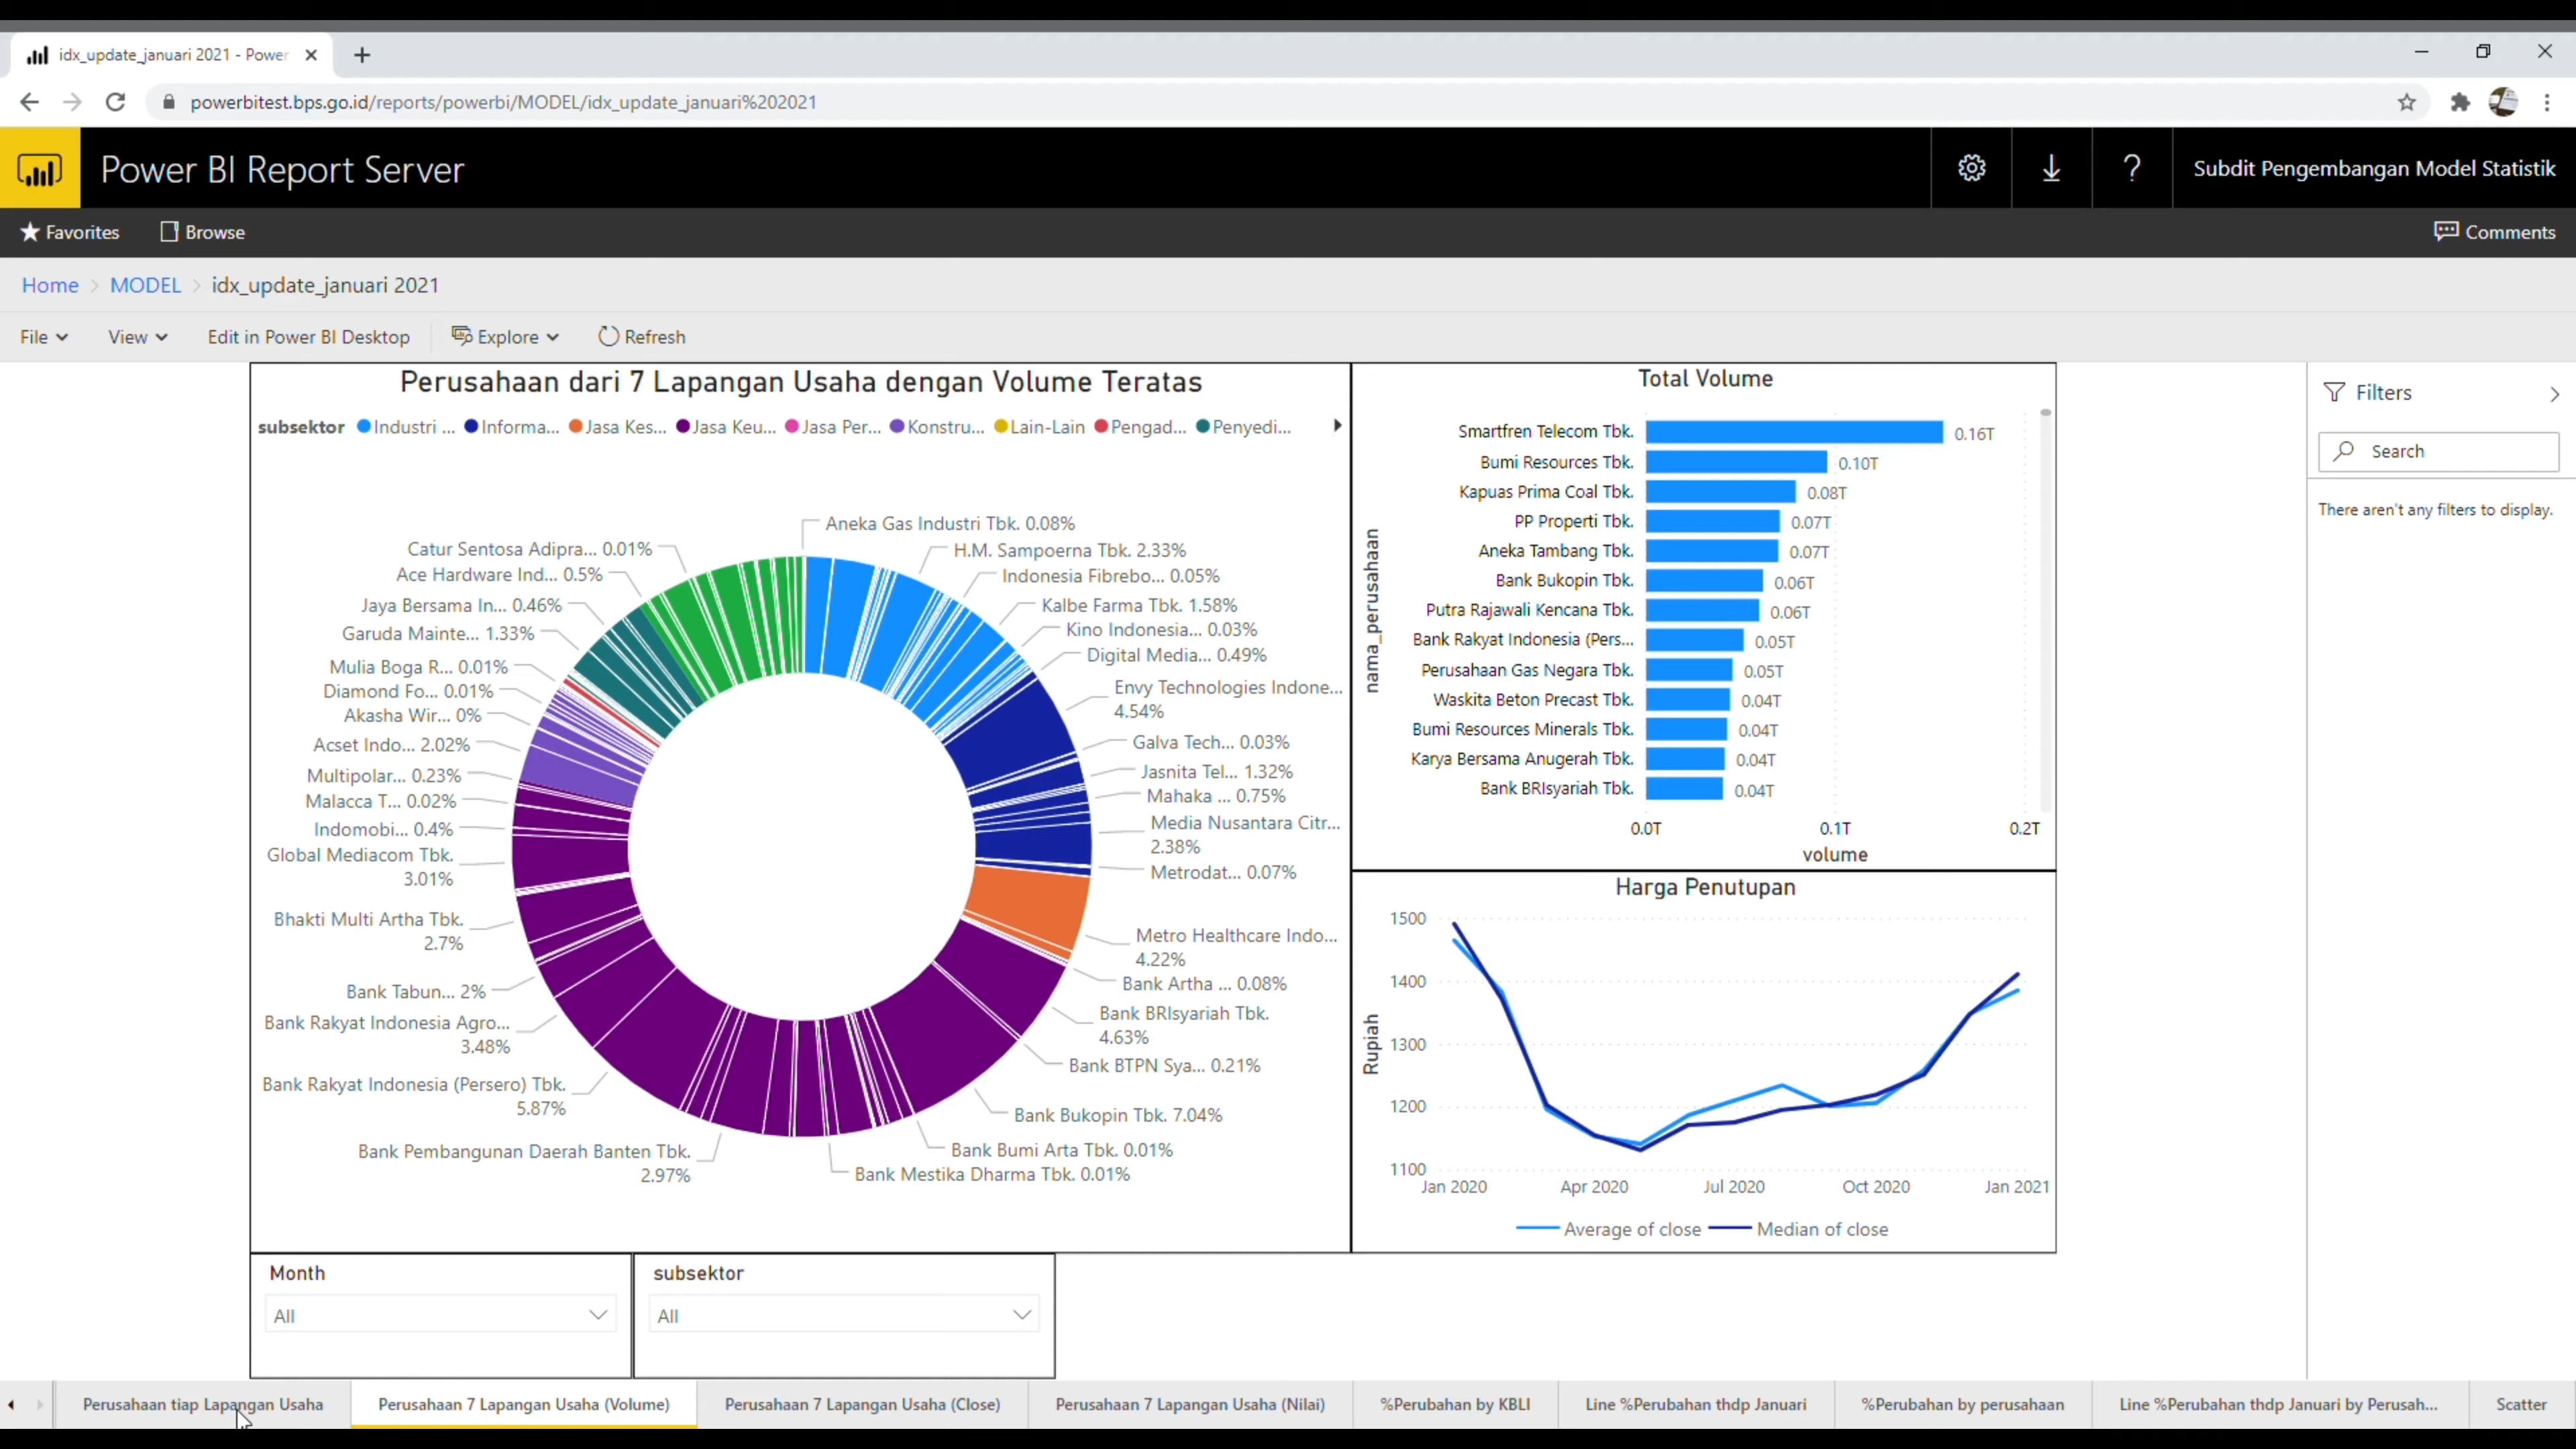 idx_update_januari 2021 - Power
powerbitest.bps.go.id/reports/powerbi/MODEL/idx_update_januari%202021
Power BI Report Server
Subdit Pengembangan Model Statistik
Favorites
Browse
Comments
Home > MODEL > idx_update_januari 2021
File
View
Edit in Power BI Desktop
Explore
Refresh
Perusahaan dari 7 Lapangan Usaha dengan Volume Teratas
subsektor Industri ... Informa... Jasa Kes... Jasa Keu... Jasa Per... Konstru... Lain-Lain Pengad... Penyedi...
Aneka Gas Industri Tbk. 0.08%
H.M. Sampoerna Tbk. 2.33%
Indonesia Fibrebo... 0.05%
Kalbe Farma Tbk. 1.58%
Kino Indonesia... 0.03%
Digital Media... 0.49%
Envy Technologies Indone...
4.54%
Galva Tech... 0.03%
Jasnita Tel... 1.32%
Mahaka ... 0.75%
Media Nusantara Citr...
2.38%
Metrodat... 0.07%
Metro Healthcare Indo...
4.22%
Bank Artha ... 0.08%
Bank BRIsyariah Tbk.
4.63%
Bank BTPN Sya... 0.21%
Bank Bukopin Tbk. 7.04%
Bank Bumi Arta Tbk. 0.01%
Bank Mestika Dharma Tbk. 0.01%
Bank Pembangunan Daerah Banten Tbk.
2.97%
Bank Rakyat Indonesia (Persero) Tbk.
5.87%
Bank Rakyat Indonesia Agro...
3.48%
Bank Tabun... 2%
Bhakti Multi Artha Tbk.
2.7%
Global Mediacom Tbk.
3.01%
Indomobi... 0.4%
Malacca T... 0.02%
Multipolar... 0.23%
Acset Indo... 2.02%
Akasha Wir... 0%
Diamond Fo... 0.01%
Mulia Boga R... 0.01%
Garuda Mainte... 1.33%
Jaya Bersama In... 0.46%
Ace Hardware Ind... 0.5%
Catur Sentosa Adipra... 0.01%
Total Volume
nama_perusahaan
Smartfren Telecom Tbk. 0.16T
Bumi Resources Tbk. 0.10T
Kapuas Prima Coal Tbk. 0.08T
PP Properti Tbk. 0.07T
Aneka Tambang Tbk. 0.07T
Bank Bukopin Tbk. 0.06T
Putra Rajawali Kencana Tbk. 0.06T
Bank Rakyat Indonesia (Pers... 0.05T
Perusahaan Gas Negara Tbk. 0.05T
Waskita Beton Precast Tbk. 0.04T
Bumi Resources Minerals Tbk. 0.04T
Karya Bersama Anugerah Tbk. 0.04T
Bank BRIsyariah Tbk. 0.04T
0.0T 0.1T 0.2T
volume
Harga Penutupan
Rupiah
1500
1400
1300
1200
1100
Jan 2020 Apr 2020 Jul 2020 Oct 2020 Jan 2021
Average of close Median of close
Filters
Search
There aren't any filters to display.
Month
All
subsektor
All
Perusahaan tiap Lapangan Usaha
Perusahaan 7 Lapangan Usaha (Volume)
Perusahaan 7 Lapangan Usaha (Close)
Perusahaan 7 Lapangan Usaha (Nilai)
%Perubahan by KBLI
Line %Perubahan thdp Januari
%Perubahan by perusahaan
Line %Perubahan thdp Januari by Perusah...
Scatter